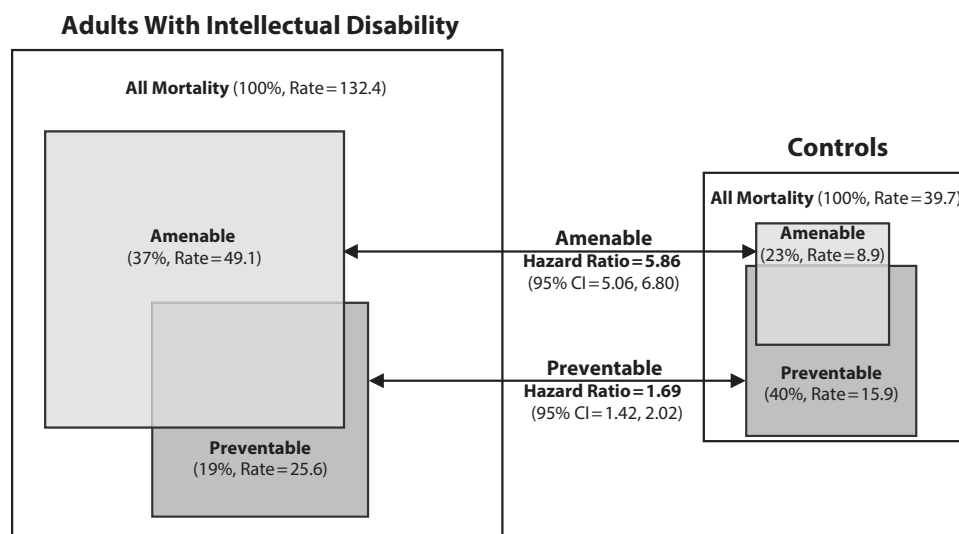 Adults With Intellectual Disability
All Mortality (100%, Rate=132.4)
Amenable
(37%, Rate=49.1)
Preventable
(19%, Rate=25.6)
Amenable
Hazard Ratio=5.86
(95% CI=5.06, 6.80)
Preventable
Hazard Ratio=1.69
(95% CI=1.42, 2.02)
Controls
All Mortality (100%, Rate=39.7)
Amenable
(23%, Rate=8.9)
Preventable
(40%, Rate=15.9)